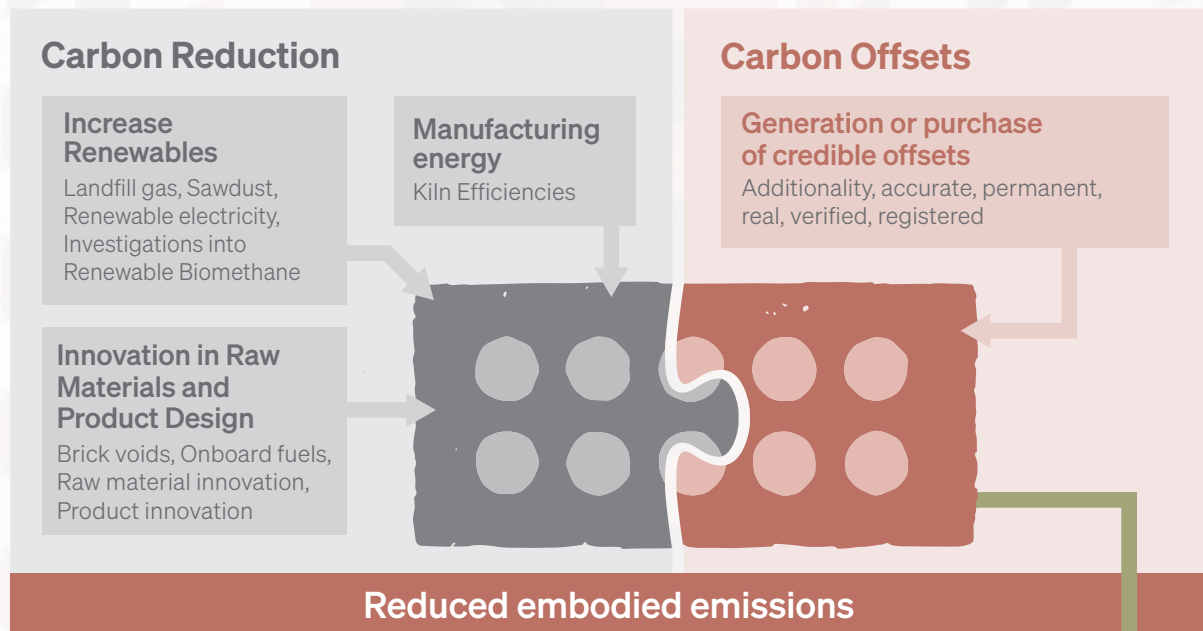 Carbon Reduction
Increase
Renewables
Landfill gas, Sawdust,
Renewable electricity,
Investigations into
Renewable Biomethane
Manufacturing
energy
Kiln Efficiencies
Innovation in Raw
Materials and
Product Design
Brick voids, Onboard fuels,
Raw material innovation,
Product innovation
Carbon Offsets
Generation or purchase
of credible offsets
Additionality, accurate, permanent,
real, verified, registered
Reduced embodied emissions